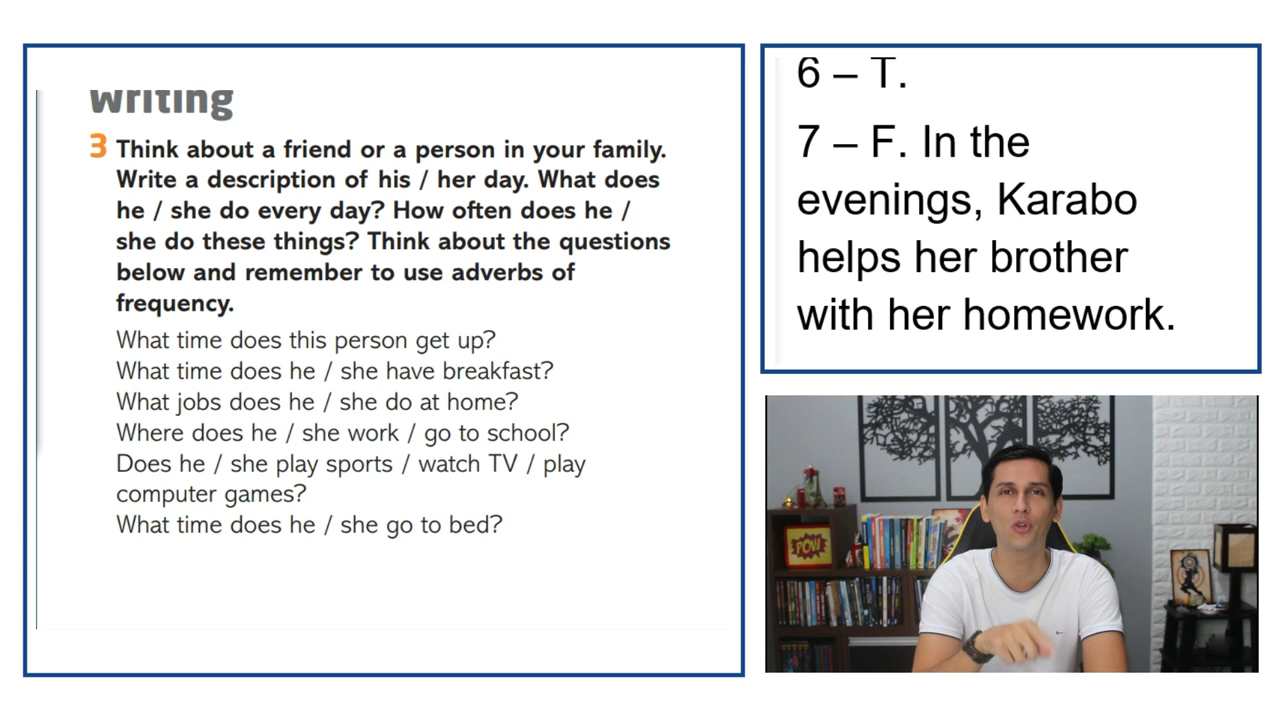 Writing
3 Think about a friend or a person in your family.
Write a description of his / her day. What does
he / she do every day? How often does he /
she do these things? Think about the questions
below and remember to use adverbs of
frequency.
What time does this person get up?
What time does he / she have breakfast?
What jobs does he / she do at home?
Where does he / she work / go to school?
Does he / she play sports / watch TV / play
computer games?
What time does he / she go to bed?
6 – T.
7 – F. In the
evenings, Karabo
helps her brother
with her homework.
POW!